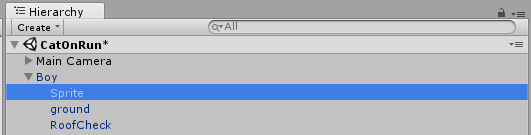 Hierarchy
Create All
CatOnRun*
Main Camera
Boy
Sprite
ground
RoofCheck